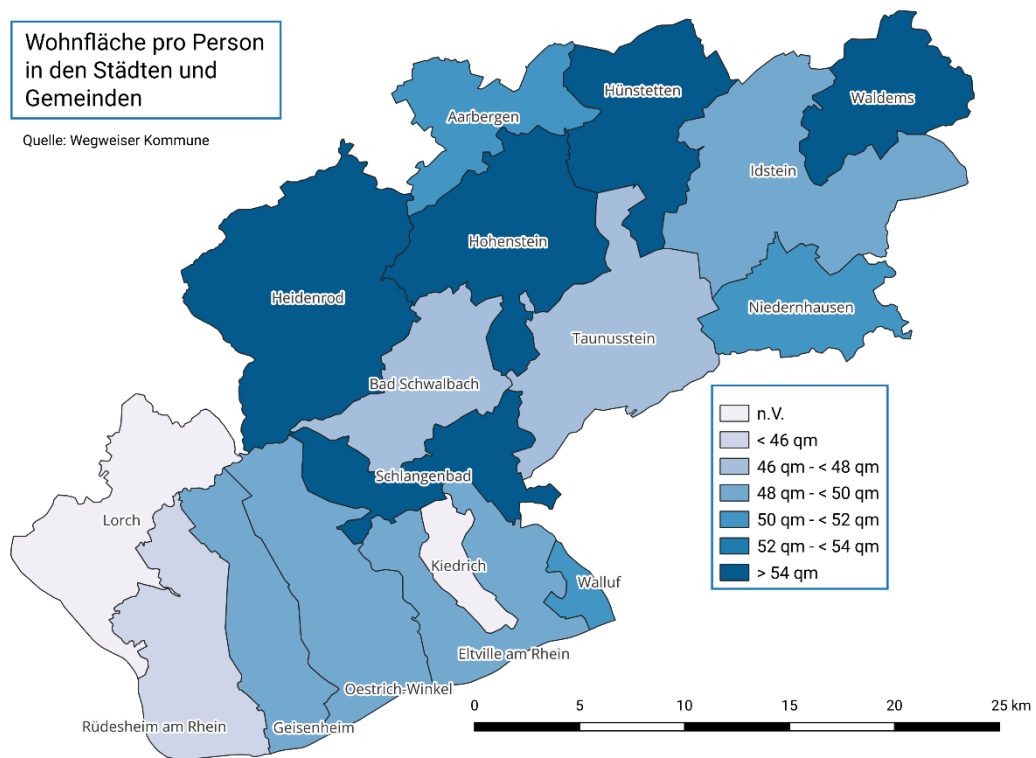 Wohnfläche pro Person
in den Städten und
Gemeinden
Quelle: Wegweiser Kommune
Hünstetten
Waldems
Aarbergen
Idstein
Hohenstein
Heidenrod
Niedernhausen
Taunusstein
Bad Schwalbach
Schlangenbad
Lorch
Kiedrich
Walluf
Eltville am Rhein
Oestrich-Winkel
Rüdesheim am Rhein
Geisenheim
n.V.
< 46 qm
46 qm - < 48 qm
48 qm - < 50 qm
50 qm - < 52 qm
52 qm - < 54 qm
> 54 qm
0 5 10 15 20 25 km